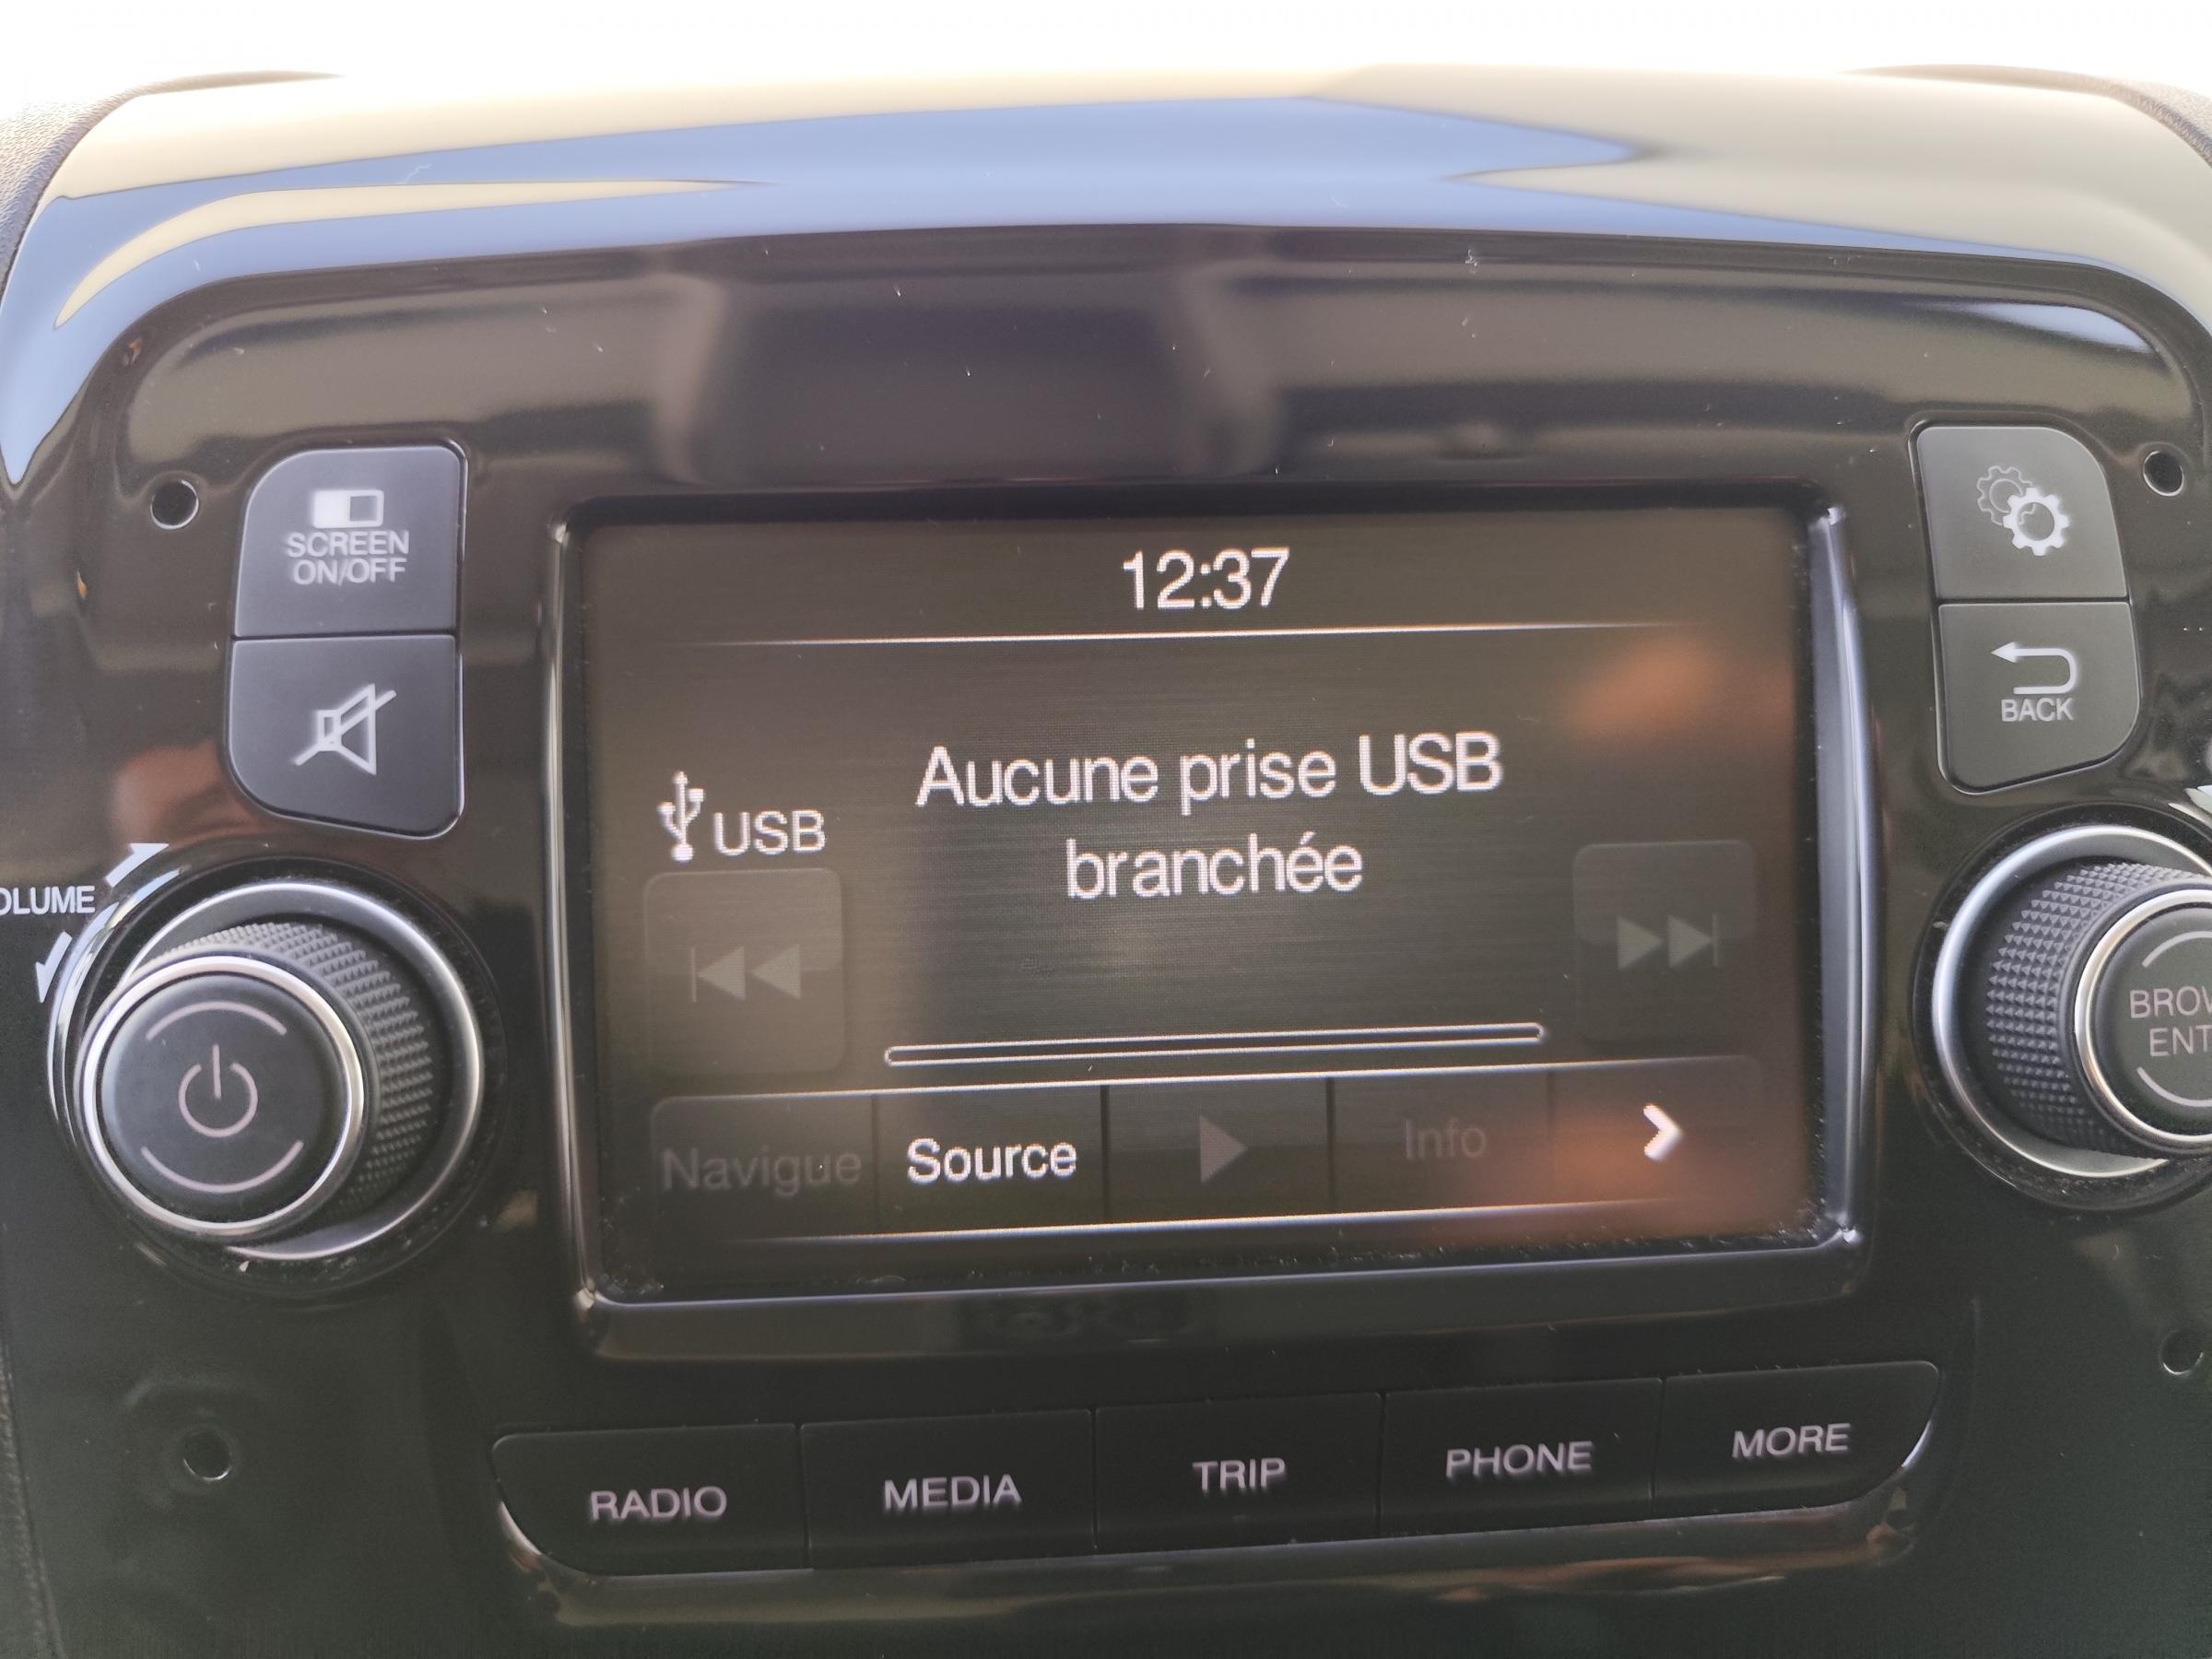 SCREEN
ON/OFF
12:37
BACK
USB
Aucune prise USB
branchée
Navigue
Source
Info
RADIO
MEDIA
TRIP
PHONE
MORE